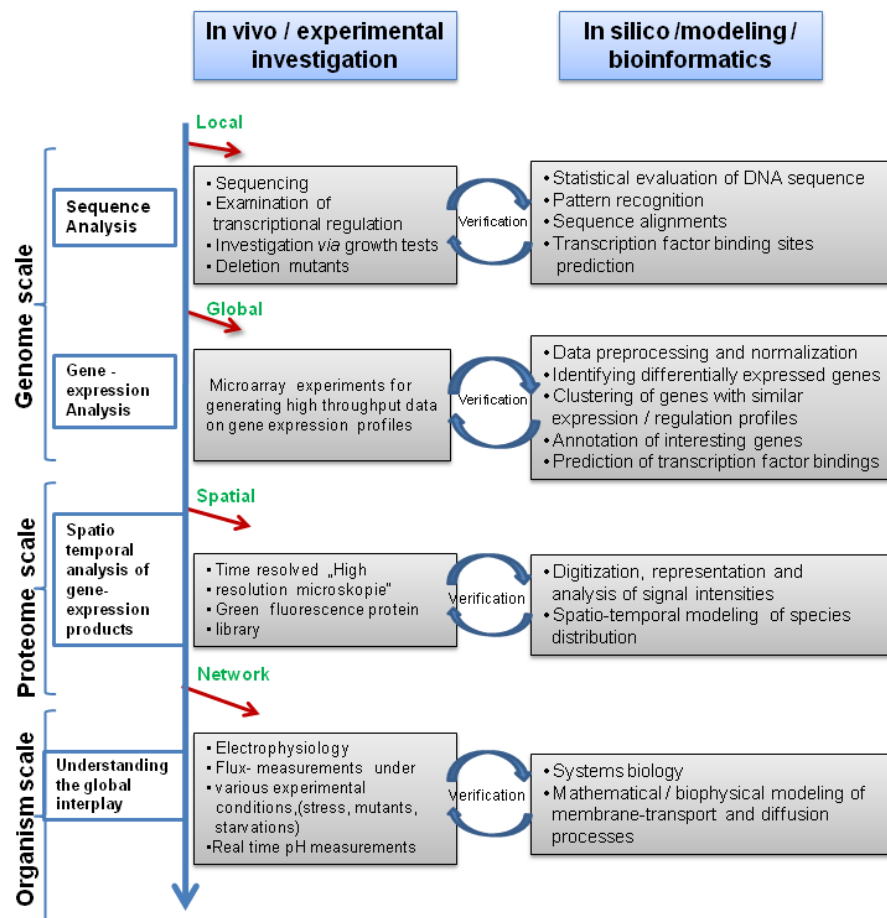 In vivo / experimental
investigation
In silico /modeling /
bioinformatics
Genome scale
Local
Sequence
Analysis
▪ Sequencing
▪ Examination of
transcriptional regulation
▪ Investigation via growth tests
▪ Deletion mutants
Verification
• Statistical evaluation of DNA sequence
• Pattern recognition
• Sequence alignments
• Transcription factor binding sites
prediction
Global
Gene -
expression
Analysis
Microarray experiments for
generating high throughput data
on gene expression profiles
Verification
• Data preprocessing and normalization
• Identifying differentially expressed genes
• Clustering of genes with similar
expression / regulation profiles
• Annotation of interesting genes
• Prediction of transcription factor bindings
Proteome scale
Spatial
Spatio
temporal
analysis of
gene-
expression
products
▪ Time resolved „High
▪ resolution microskopie"
▪ Green fluorescence protein
▪ library
Verification
• Digitization, representation and
analysis of signal intensities
• Spatio-temporal modeling of species
distribution
Organism scale
Network
Understanding
the global
interplay
▪ Electrophysiology
▪ Flux- measurements under
▪ various experimental
conditions,(stress, mutants,
starvations)
▪Real time pH measurements
Verification
• Systems biology
• Mathematical / biophysical modeling of
membrane-transport and diffusion
processes